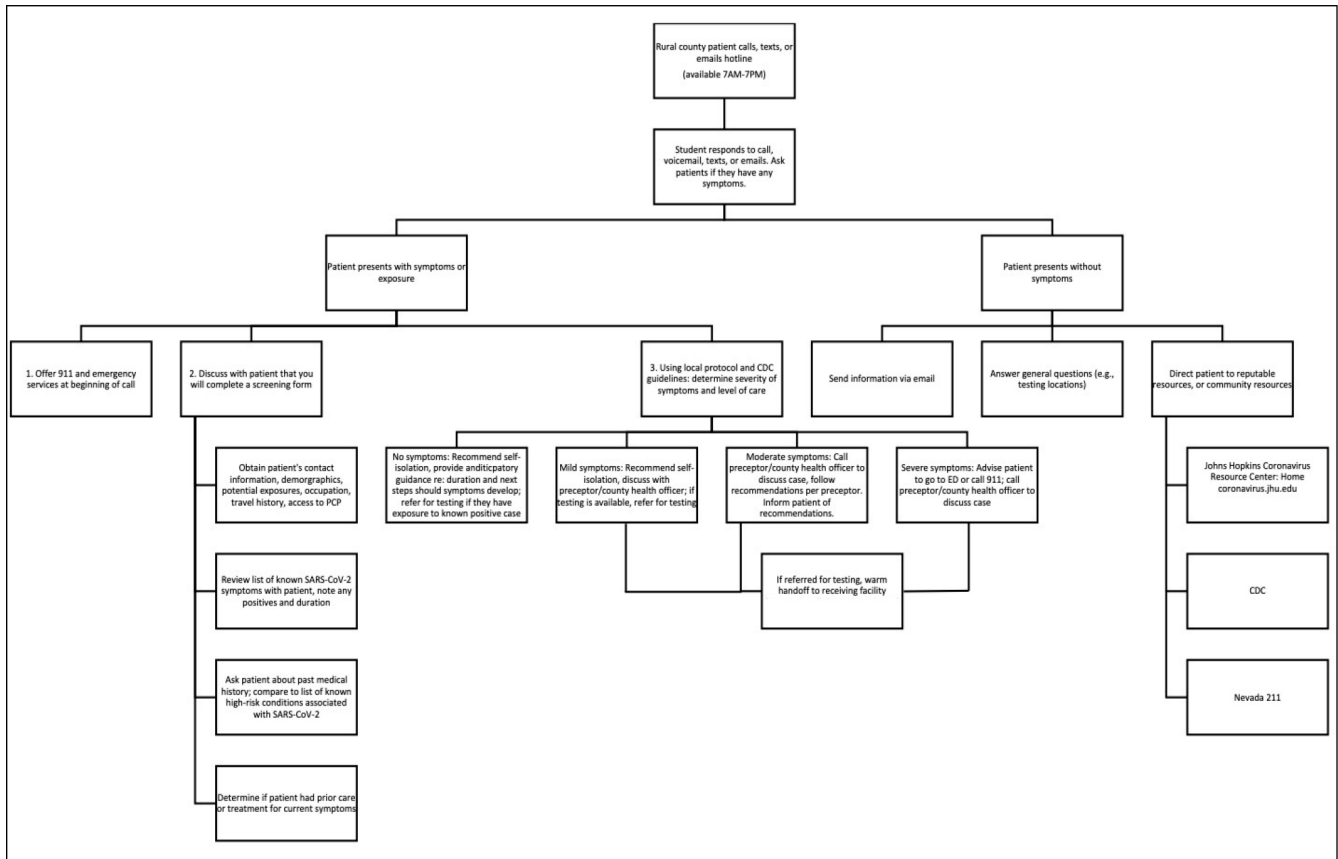 Rural county patient calls, texts, or
emails hotline
(available 7AM-7PM)
Student responds to call,
voicemail, texts, or emails. Ask
patients if they have any
symptoms.
Patient presents with symptoms or
exposure
Patient presents without
symptoms
1. Offer 911 and emergency
services at beginning of call
2. Discuss with patient that you
will complete a screening form
3. Using local protocol and CDC
guidelines: determine severity of
symptoms and level of care
Send information via email
Answer general questions (e.g.,
testing locations)
Direct patient to reputable
resources, or community resources
Obtain patient's contact
information, demorgraphics,
potential exposures, occupation,
travel history, access to PCP
Review list of known SARS-CoV-2
symptoms with patient, note any
positives and duration
Ask patient about past medical
history; compare to list of known
high-risk conditions associated
with SARS-CoV-2
Determine if patient had prior care
or treatment for current symptoms
No symptoms: Recommend self-
isolation, provide anditicpatory
guidance re: duration and next
steps should symptoms develop;
refer for testing if they have
exposure to known positive case
Mild symptoms: Recommend self-
isolation, discuss with
preceptor/county health officer; if
testing is available, refer for testing
Moderate symptoms: Call
preceptor/county health officer to
discuss case, follow
recommendations per preceptor.
Inform patient of
recommendations.
Severe symptoms: Advise patient
to go to ED or call 911; call
preceptor/county health officer to
discuss case
If referred for testing, warm
handoff to receiving facility
Johns Hopkins Coronavirus
Resource Center: Home
coronavirus.jhu.edu
CDC
Nevada 211